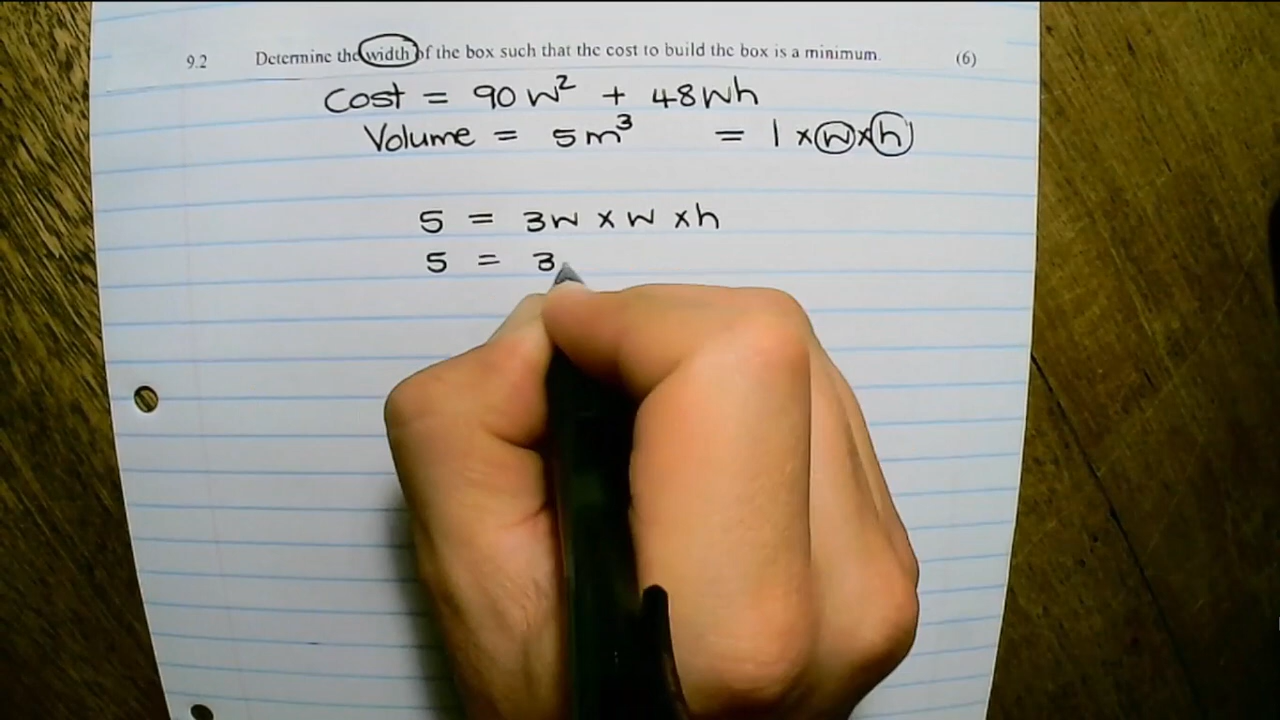 9.2 Determine the width of the box such that the cost to build the box is a minimum. (6)
Cost = 90w² + 48wh
Volume = 5m³ = l × w × h
5 = 3w × w × h
5 = 3